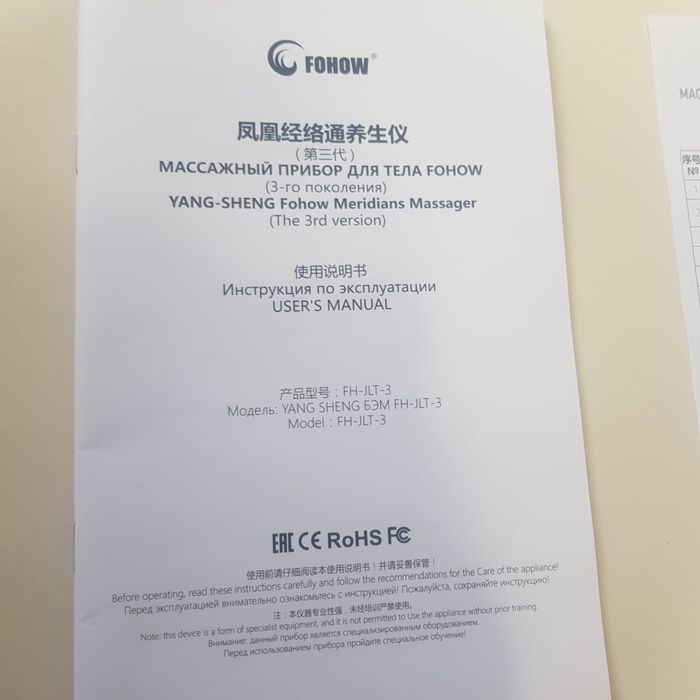 FOHOW®
凤凰经络通养生仪
（第三代）
МАССАЖНЫЙ ПРИБОР ДЛЯ ТЕЛА FOHOW
(3-го поколения)
YANG-SHENG Fohow Meridians Massager
(The 3rd version)
使用说明书
Инструкция по эксплуатации
USER'S MANUAL
产品型号：FH-JLT-3
Модель: YANG SHENG БЭМ FH-JLT-3
Model : FH-JLT-3
EAC CE RoHS FC
使用前请仔细阅读本使用说明书！并请妥善保管！
Before operating, read these instructions carefully and follow the recommendations for the Care of the appliance!
Перед эксплуатацией внимательно ознакомьтесь с инструкцией! Пожалуйста, сохраняйте инструкцию!
注：本仪器专业性强，未经培训严禁使用。
Note: this device is a form of specialist equipment, and it is not permitted to Use the appliance without prior training.
Внимание: данный прибор является специализированным оборудованием.
Перед использованием прибора пройдите специальное обучение!
МАС
序号
№
1
2